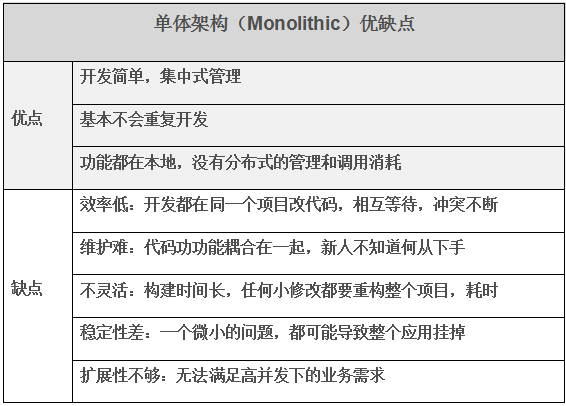 单体架构（Monolithic）优缺点
优点
开发简单，集中式管理
基本不会重复开发
功能都在本地，没有分布式的管理和调用消耗
缺点
效率低：开发都在同一个项目改代码，相互等待，冲突不断
维护难：代码功功能耦合在一起，新人不知道何从下手
不灵活：构建时间长，任何小修改都要重构整个项目，耗时
稳定性差：一个微小的问题，都可能导致整个应用挂掉
扩展性不够：无法满足高并发下的业务需求